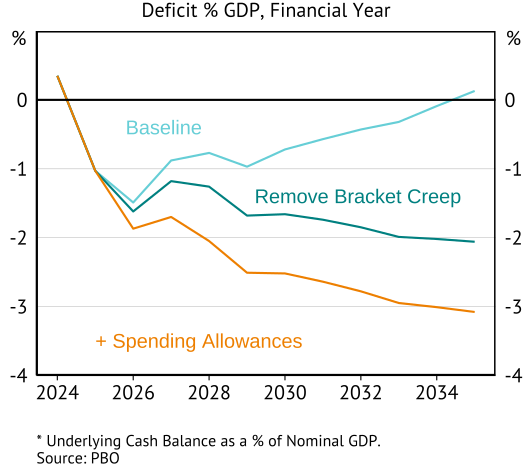 Deficit % GDP, Financial Year
% %
0 0
Baseline
-1 -1
Remove Bracket Creep
-2 -2
-3 -3
+ Spending Allowances
-4 -4
2024 2026 2028 2030 2032 2034
* Underlying Cash Balance as a % of Nominal GDP.
Source: PBO